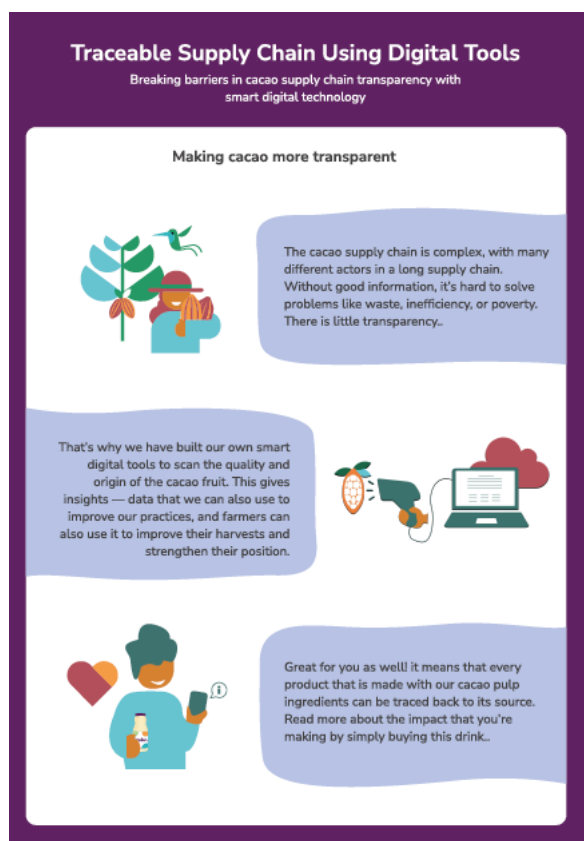 Traceable Supply Chain Using Digital Tools
Breaking barriers in cacao supply chain transparency with
smart digital technology
Making cacao more transparent
The cacao supply chain is complex, with many
different actors in a long supply chain.
Without good information, it's hard to solve
problems like waste, inefficiency, or poverty.
There is little transparency..
That's why we have built our own smart
digital tools to scan the quality and
origin of the cacao fruit. This gives
insights — data that we can also use to
improve our practices, and farmers can
also use it to improve their harvests and
strengthen their position.
Great for you as well! it means that every
product that is made with our cacao pulp
ingredients can be traced back to its source.
Read more about the impact that you're
making by simply buying this drink..